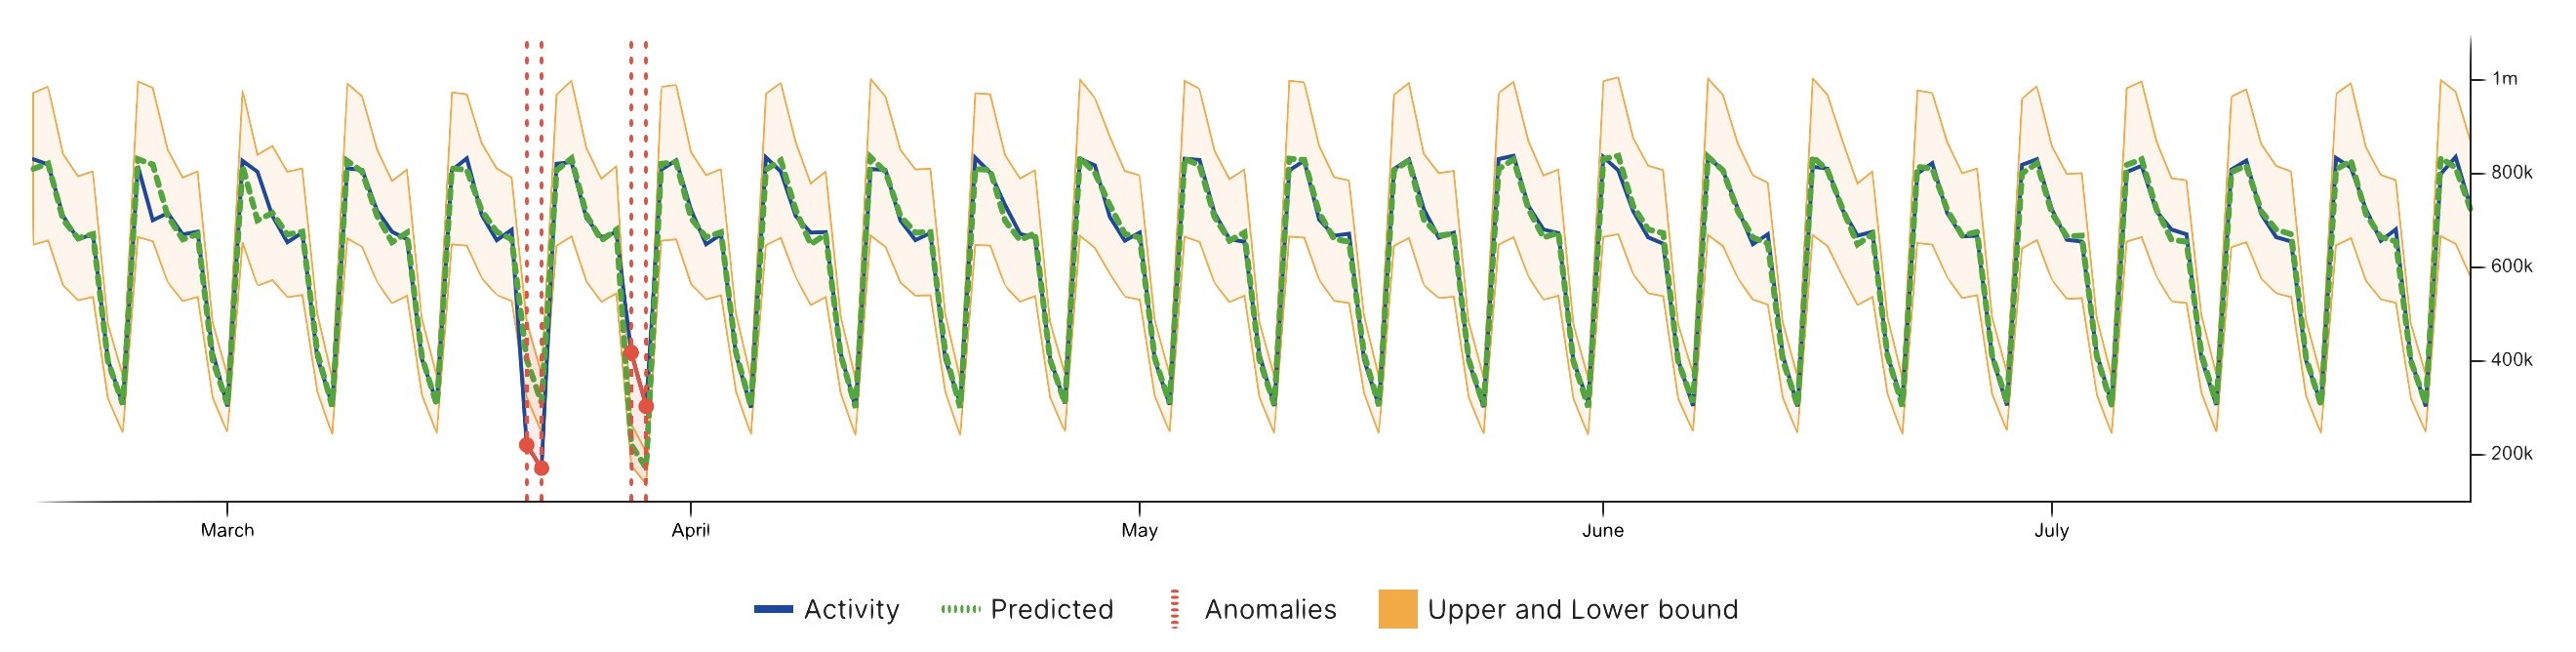 1m
800k
600k
400k
200k
March April May June July
Activity Predicted Anomalies Upper and Lower bound